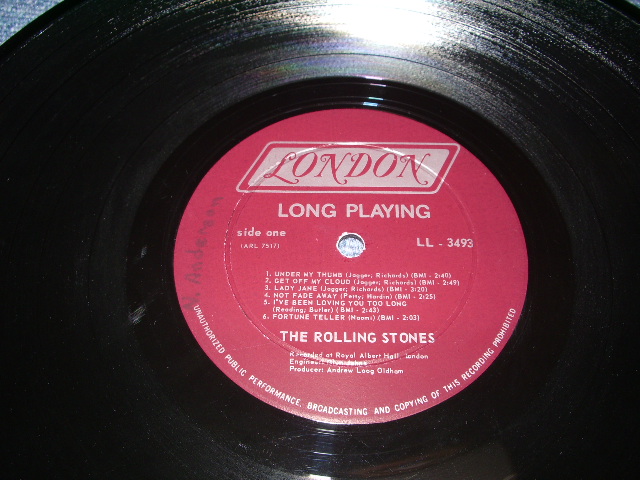 LONDON
LONG PLAYING
side one
(ARL 7517)
LL - 3493
1. UNDER MY THUMB (Jagger; Richards) (BMI - 2:40)
2. GET OFF MY CLOUD (Jagger; Richards) (BMI - 2:49)
3. LADY JANE (Jagger; Richards) (BMI - 3:20)
4. NOT FADE AWAY (Petty; Hardin) (BMI - 2:25)
5. I'VE BEEN LOVING YOU TOO LONG
(Reading; Butler) (BMI - 2:43)
6. FORTUNE TELLER (Naomi) (BMI - 2:03)
THE ROLLING STONES
Recorded at Royal Albert Hall, London
Engineer:
Producer: Andrew Loog Oldham
UNAUTHORIZED PUBLIC PERFORMANCE, BROADCASTING AND COPYING OF THIS RECORDING PROHIBITED
Anderson